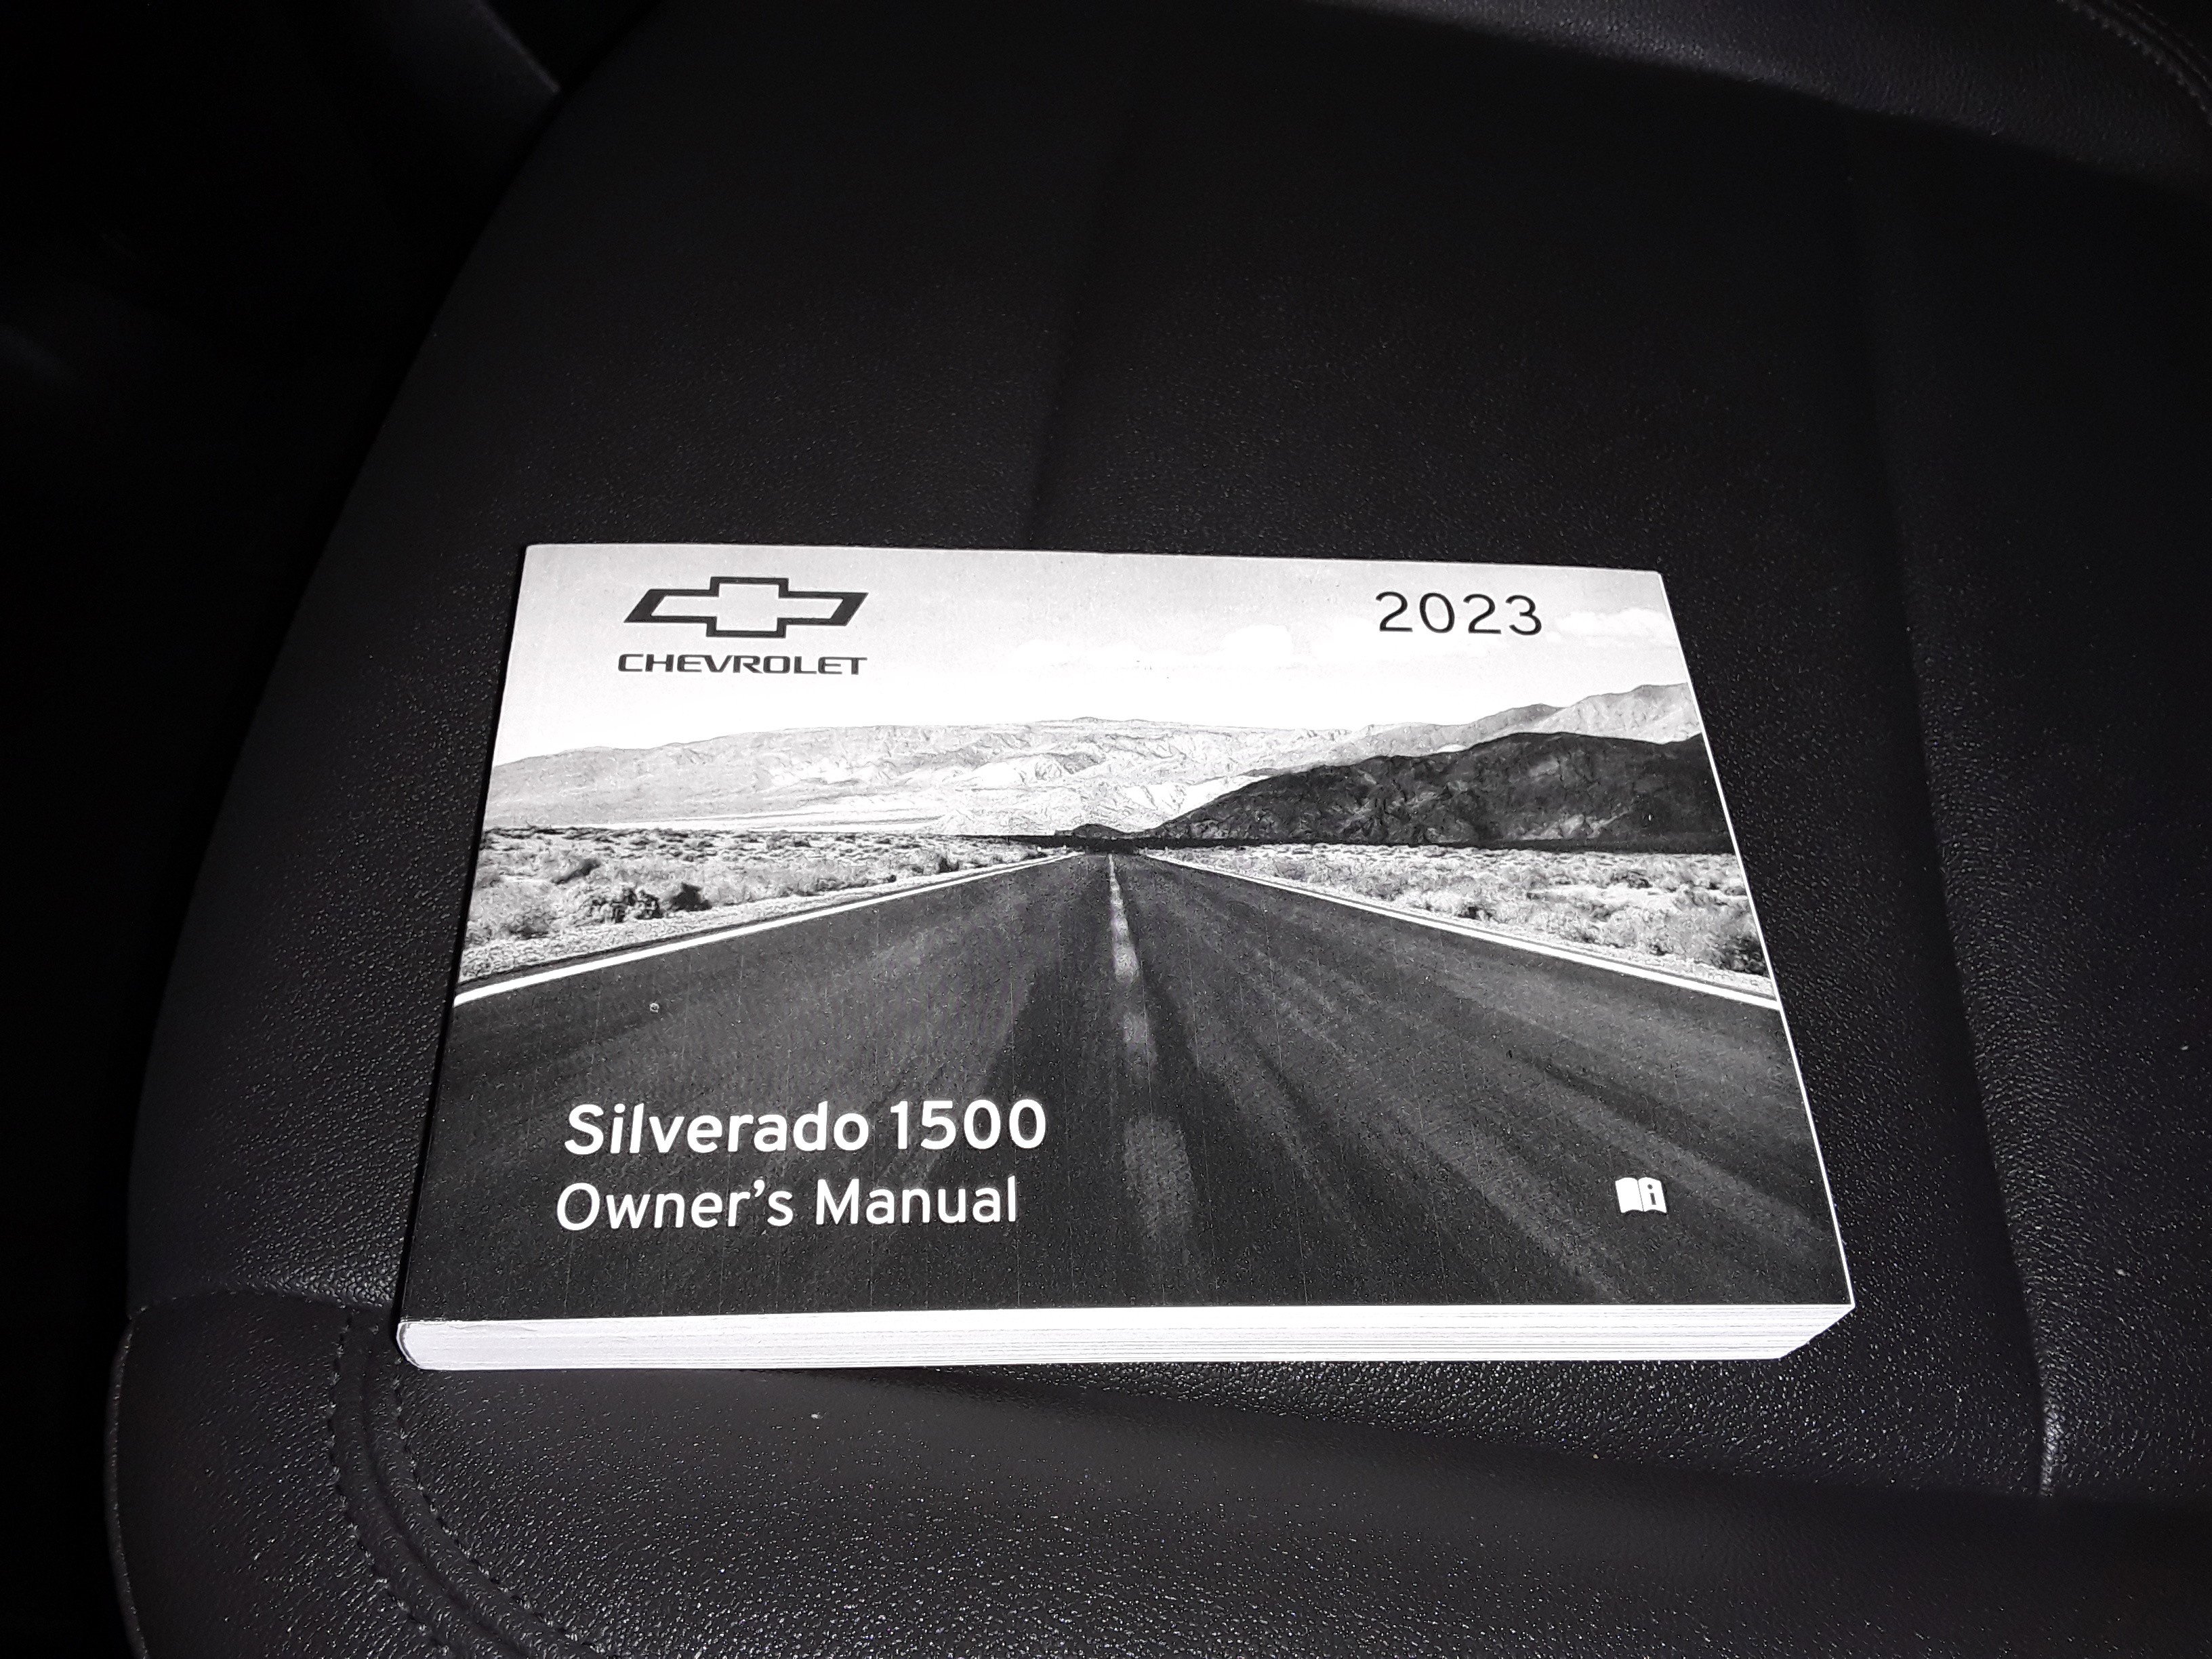 CHEVROLET
2023
Silverado 1500
Owner's Manual